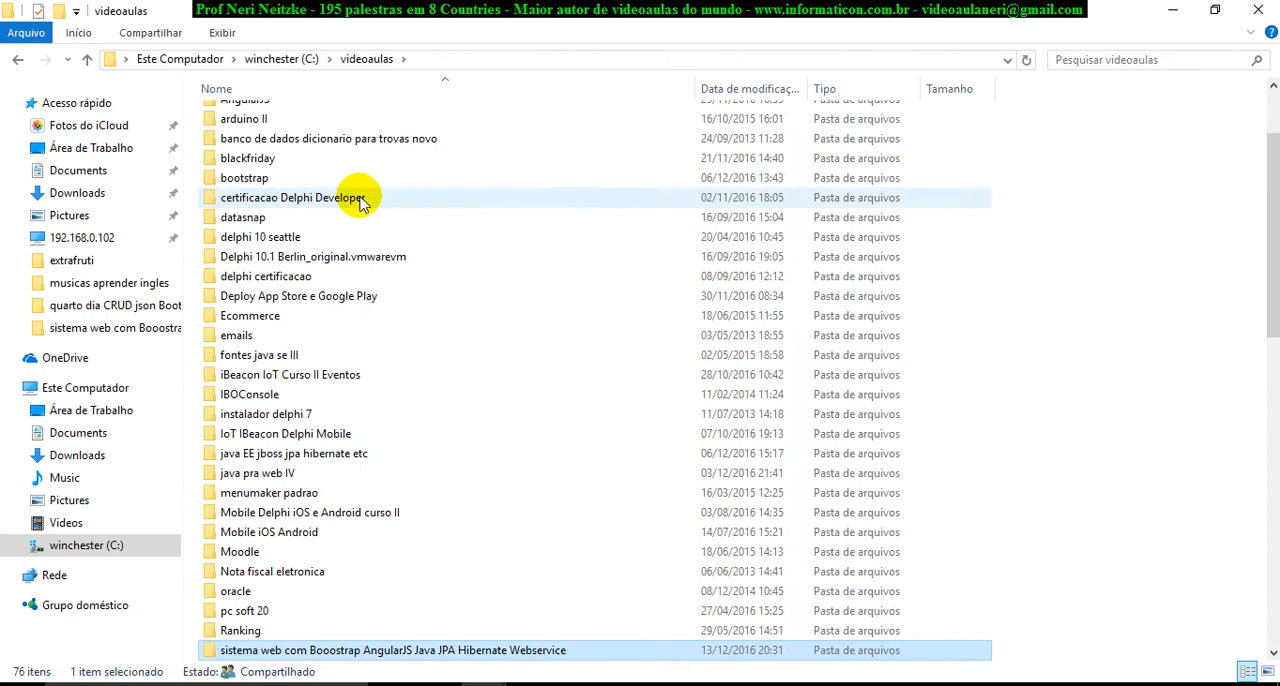 videoaulas
Prof Neri Neitzke - 195 palestras em 8 Countries - Maior autor de videoaulas do mundo - www.informaticon.com.br - videoaulaneri@gmail.com
Arquivo Início Compartilhar Exibir
Este Computador winchester (C:) videoaulas
Pesquisar videoaulas
Nome Data de modificaç... Tipo Tamanho
Acesso rápido
Fotos do iCloud
Área de Trabalho
Documents
Downloads
Pictures
192.168.0.102
extrafruti
musicas aprender ingles
quarto dia CRUD json Boot
sistema web com Booostra
OneDrive
Este Computador
Área de Trabalho
Documents
Downloads
Music
Pictures
Videos
winchester (C:)
Rede
Grupo doméstico
AngularJS Pasta de arquivos
arduino II 16/10/2015 16:01 Pasta de arquivos
banco de dados dicionario para trovas novo 24/09/2013 11:28 Pasta de arquivos
blackfriday 21/11/2016 14:40 Pasta de arquivos
bootstrap 06/12/2016 13:43 Pasta de arquivos
certificacao Delphi Developer 02/11/2016 18:05 Pasta de arquivos
datasnap 16/09/2016 15:04 Pasta de arquivos
delphi 10 seattle 20/04/2016 10:45 Pasta de arquivos
Delphi 10.1 Berlin_original.vmwarevm 16/09/2016 19:05 Pasta de arquivos
delphi certificacao 08/09/2016 12:12 Pasta de arquivos
Deploy App Store e Google Play 30/11/2016 08:34 Pasta de arquivos
Ecommerce 18/06/2015 11:55 Pasta de arquivos
emails 03/05/2013 18:55 Pasta de arquivos
fontes java se III 02/05/2015 18:58 Pasta de arquivos
iBeacon IoT Curso II Eventos 28/10/2016 10:42 Pasta de arquivos
IBOConsole 11/02/2014 11:24 Pasta de arquivos
instalador delphi 7 11/07/2013 14:18 Pasta de arquivos
IoT IBeacon Delphi Mobile 07/10/2016 19:13 Pasta de arquivos
java EE jboss jpa hibernate etc 06/12/2016 15:17 Pasta de arquivos
java pra web IV 03/12/2016 21:41 Pasta de arquivos
menumaker padrao 16/03/2015 12:25 Pasta de arquivos
Mobile Delphi iOS e Android curso II 03/08/2016 14:35 Pasta de arquivos
Mobile iOS Android 14/07/2016 15:21 Pasta de arquivos
Moodle 18/06/2015 14:13 Pasta de arquivos
Nota fiscal eletronica 06/06/2013 14:41 Pasta de arquivos
oracle 08/12/2014 10:45 Pasta de arquivos
pc soft 20 27/04/2016 15:25 Pasta de arquivos
Ranking 29/05/2016 14:51 Pasta de arquivos
sistema web com Booostrap AngularJS Java JPA Hibernate Webservice 13/12/2016 20:31 Pasta de arquivos
76 itens 1 item selecionado Estado: Compartilhado